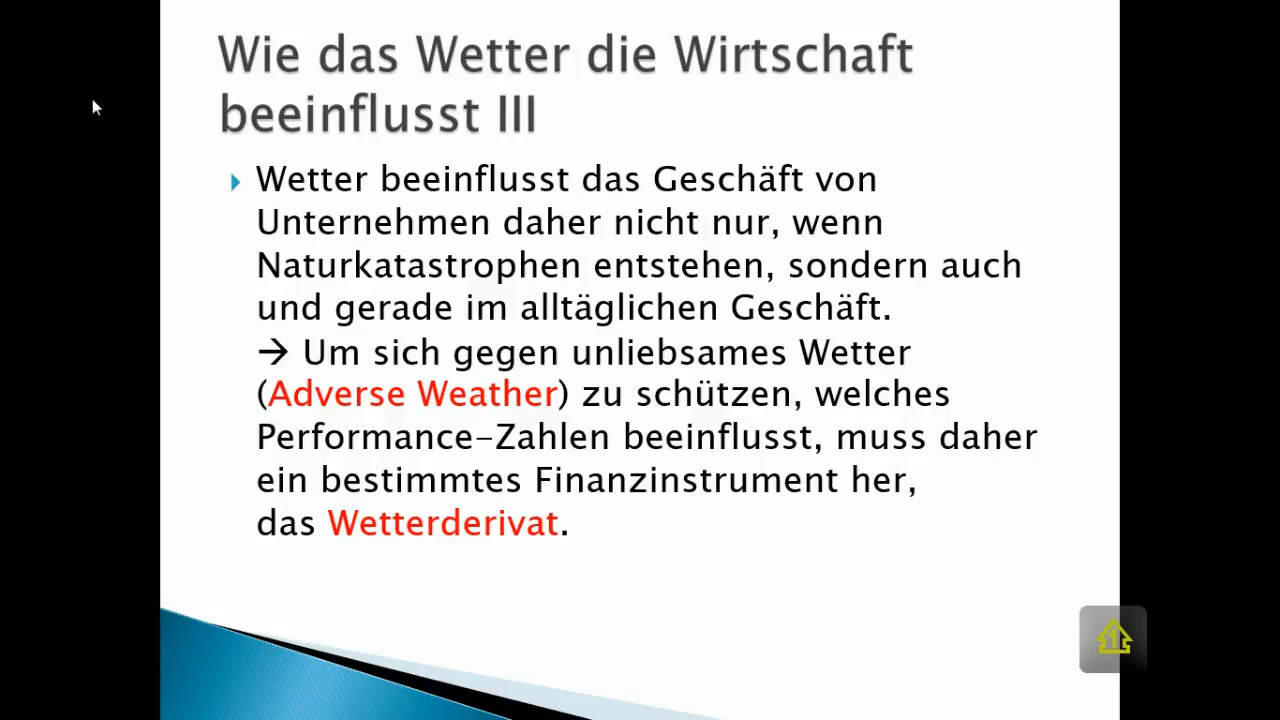 Wie das Wetter die Wirtschaft
beeinflusst III
Wetter beeinflusst das Geschäft von
Unternehmen daher nicht nur, wenn
Naturkatastrophen entstehen, sondern auch
und gerade im alltäglichen Geschäft.
→ Um sich gegen unliebsames Wetter
(Adverse Weather) zu schützen, welches
Performance-Zahlen beeinflusst, muss daher
ein bestimmtes Finanzinstrument her,
das Wetterderivat.
1